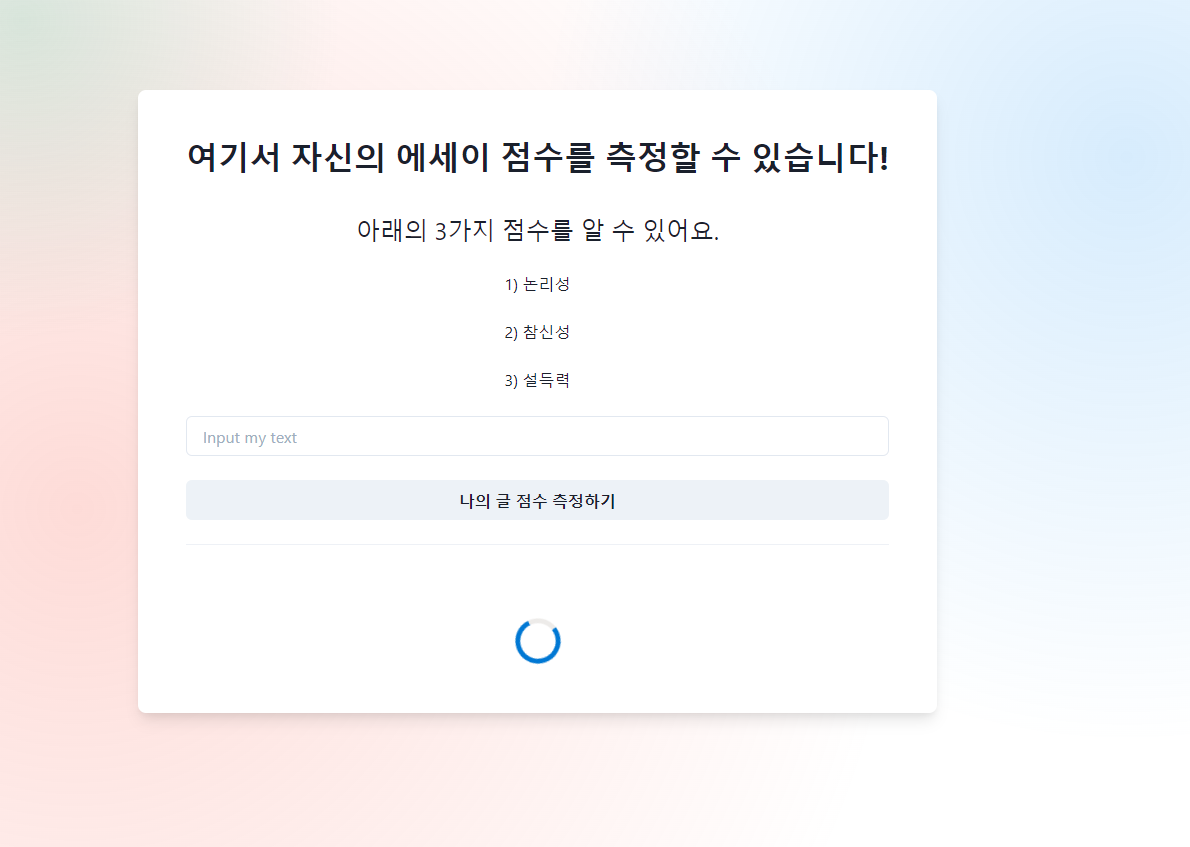 여기서 자신의 에세이 점수를 측정할 수 있습니다!
아래의 3가지 점수를 알 수 있어요.
1) 논리성
2) 참신성
3) 설득력
Input my text
나의 글 점수 측정하기